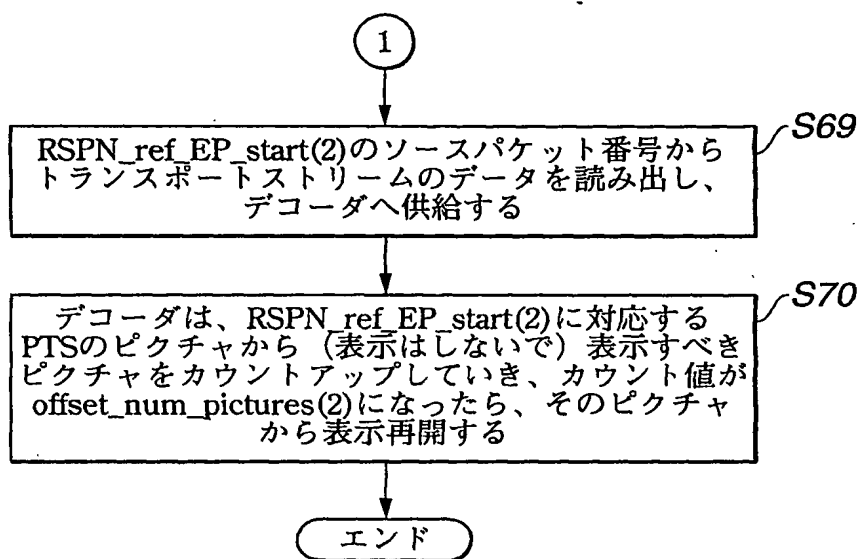 1
S69
RSPN_ref_EP_start(2)のソースパケット番号から
トランスポートストリームのデータを読み出し、
デコーダへ供給する
S70
デコーダは、RSPN_ref_EP_start(2)に対応する
PTSのピクチャから（表示はしないで）表示すべき
ピクチャをカウントアップしていき、カウント値が
offset_num_pictures(2)になったら、そのピクチャ
から表示再開する
エンド